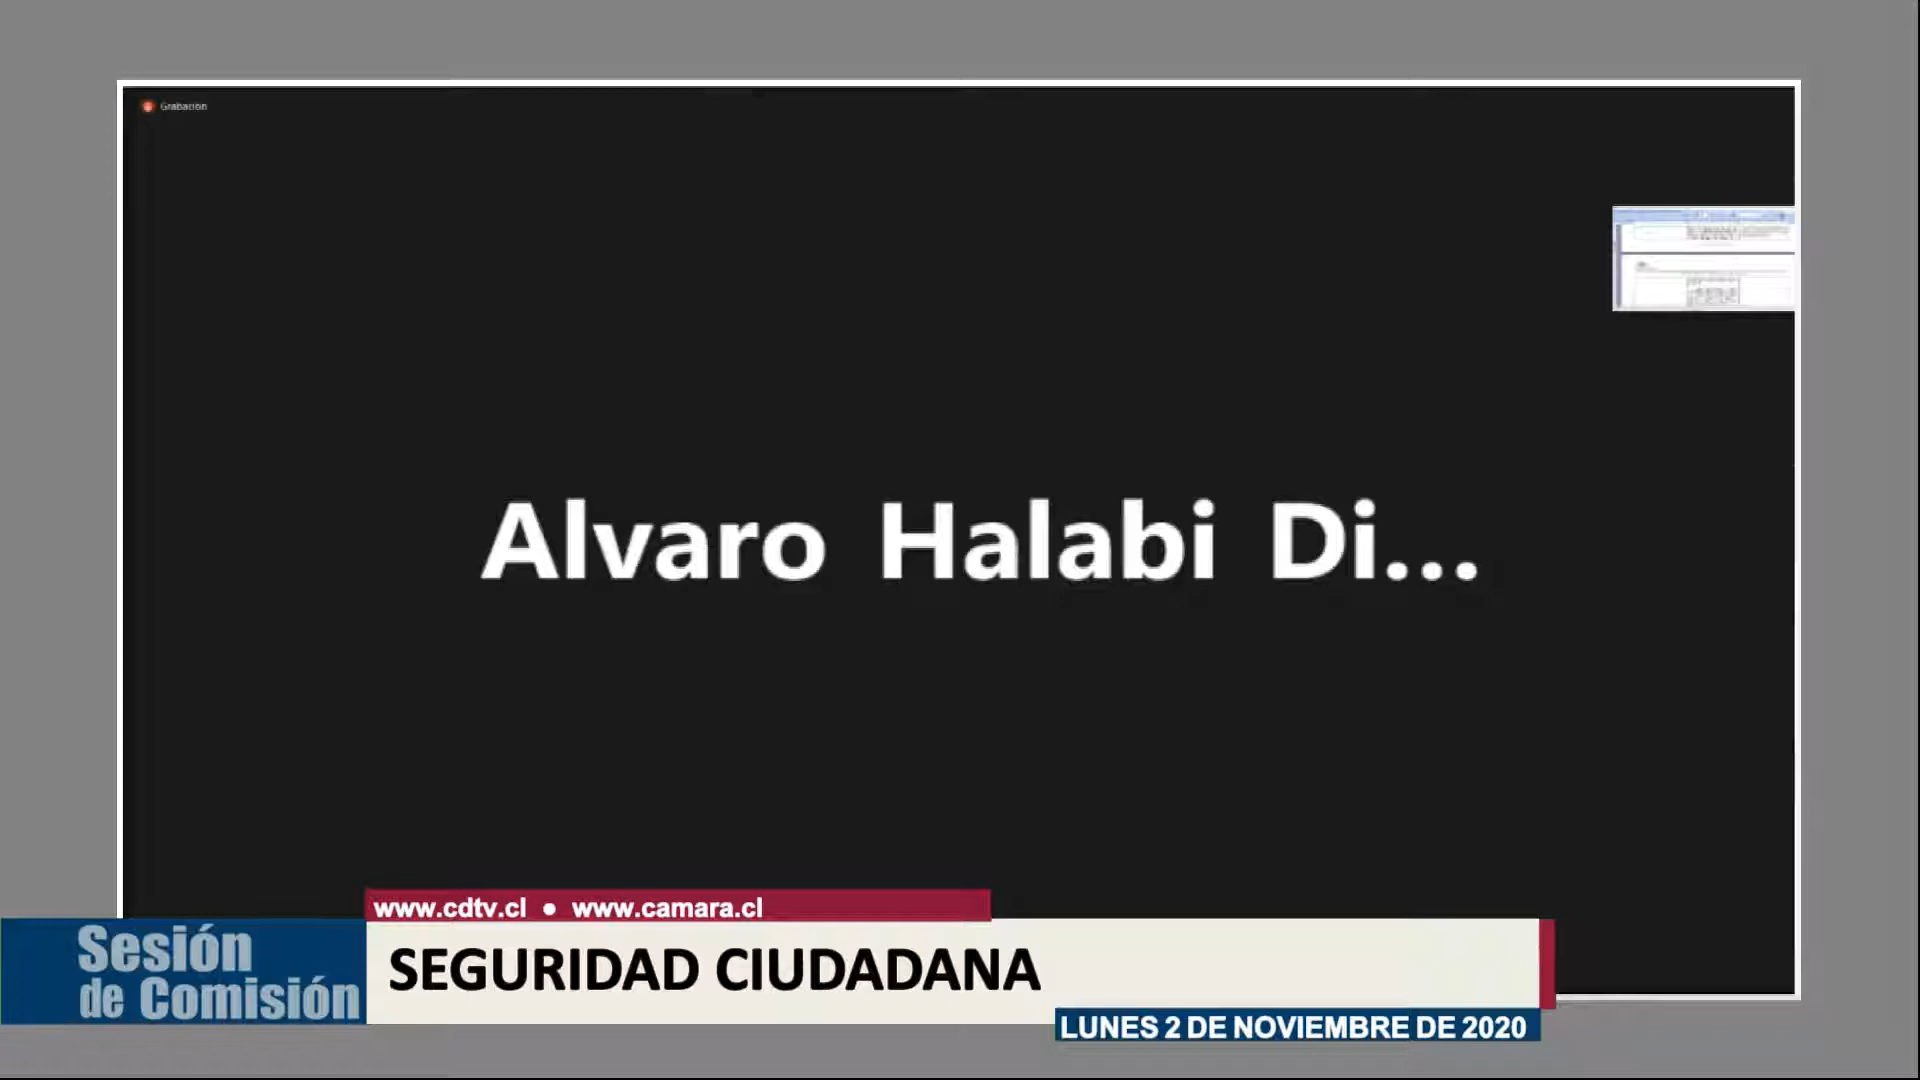 Grabacion
Alvaro Halabi Di...
www.cdtv.cl • www.camara.cl
Sesión
de Comisión
SEGURIDAD CIUDADANA
LUNES 2 DE NOVIEMBRE DE 2020